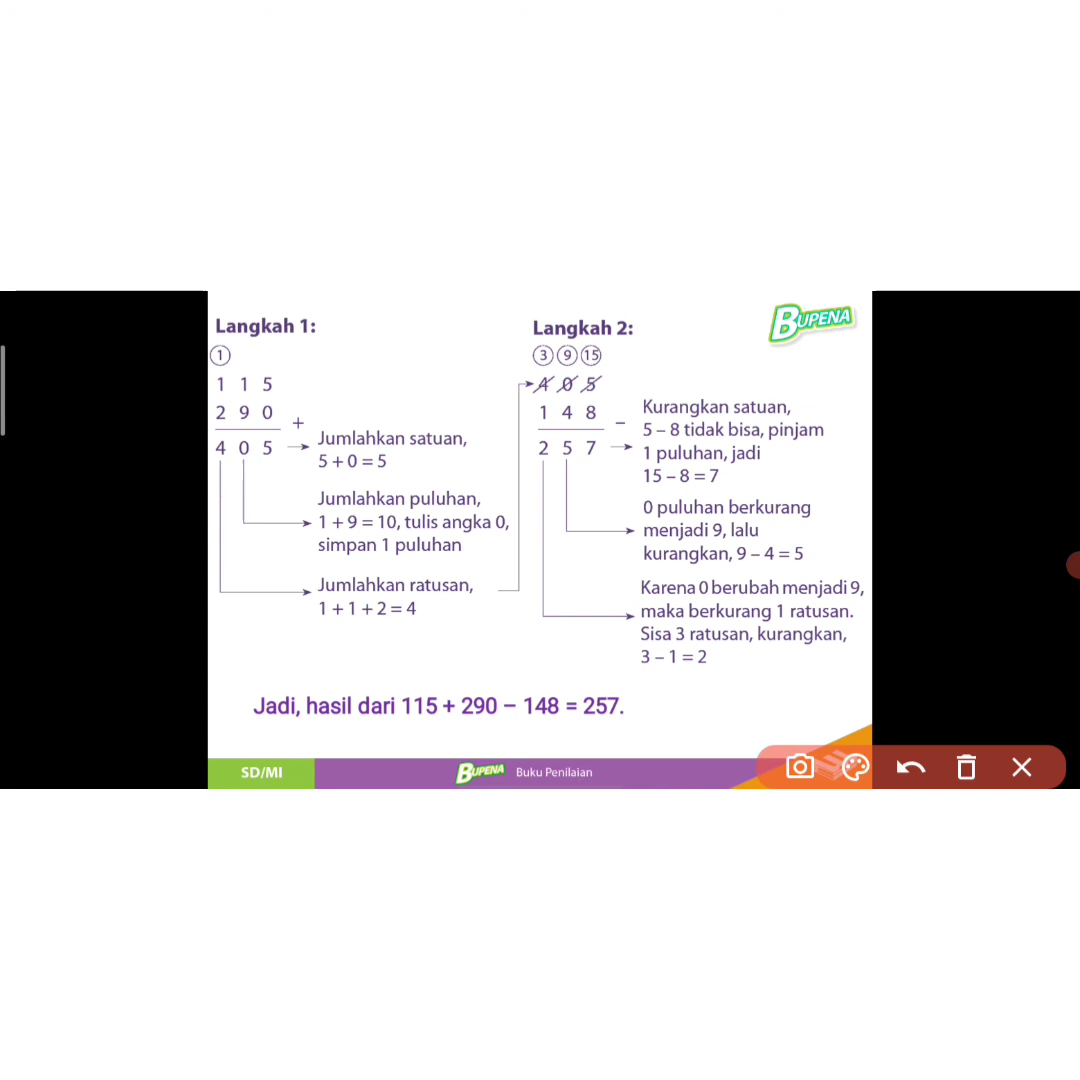 Langkah 1:
1
1 1 5
2 9 0
+
4 0 5
Jumlahkan satuan,
5 + 0 = 5
Jumlahkan puluhan,
1 + 9 = 10, tulis angka 0,
simpan 1 puluhan
Jumlahkan ratusan,
1 + 1 + 2 = 4
Langkah 2:
3 9 15
4 0 5
1 4 8
–
2 5 7
Kurangkan satuan,
5 – 8 tidak bisa, pinjam
1 puluhan, jadi
15 – 8 = 7
0 puluhan berkurang
menjadi 9, lalu
kurangkan, 9 – 4 = 5
Karena 0 berubah menjadi 9,
maka berkurang 1 ratusan.
Sisa 3 ratusan, kurangkan,
3 – 1 = 2
BUPENA
Jadi, hasil dari 115 + 290 – 148 = 257.
SD/MI
BUPENA Buku Penilaian